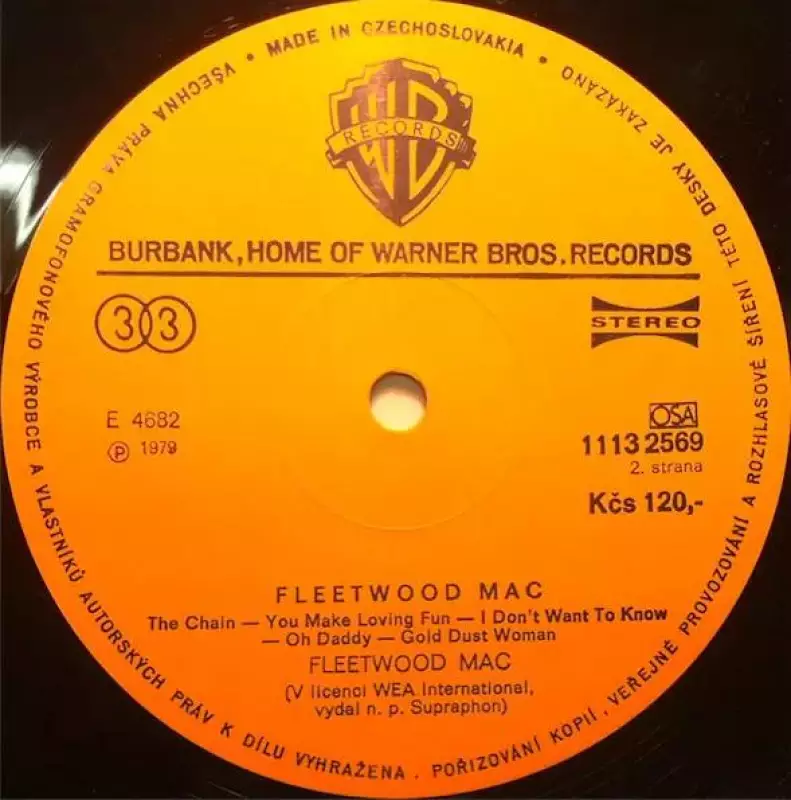 VŠECHNA PRÁVA GRAMOFONOVÉHO VÝROBCE A VLASTNÍKŮ AUTORSKÝCH PRÁV K DÍLU VYHRAŽENA. POŘIZOVÁNÍ KOPIÍ, VEŘEJNÉ PROVOZOVÁNÍ A ROZHLASOVÉ ŠÍŘENÍ TÉTO DESKY JE ZAKÁZÁNO
• MADE IN CZECHOSLOVAKIA •
W B
RECORDS
BURBANK, HOME OF WARNER BROS. RECORDS
33
STEREO
E 4682
Ⓟ 1979
OSA
1113 2569
2. strana
Kčs 120,-
FLEETWOOD MAC
The Chain — You Make Loving Fun — I Don't Want To Know
— Oh Daddy — Gold Dust Woman
FLEETWOOD MAC
(V licenci WEA International,
vydal n. p. Supraphon)